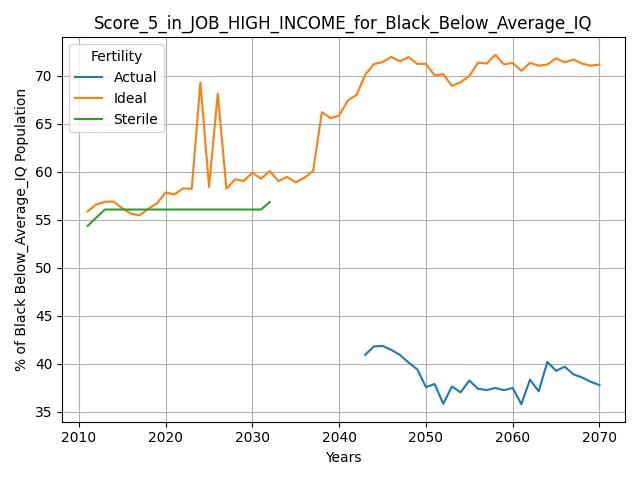 Score_5_in_JOB_HIGH_INCOME_for_Black_Below_Average_IQ
Fertility
Actual
Ideal
Sterile
% of Black Below_Average_IQ Population
70
65
60
55
50
45
40
35
2010 2020 2030 2040 2050 2060 2070
Years